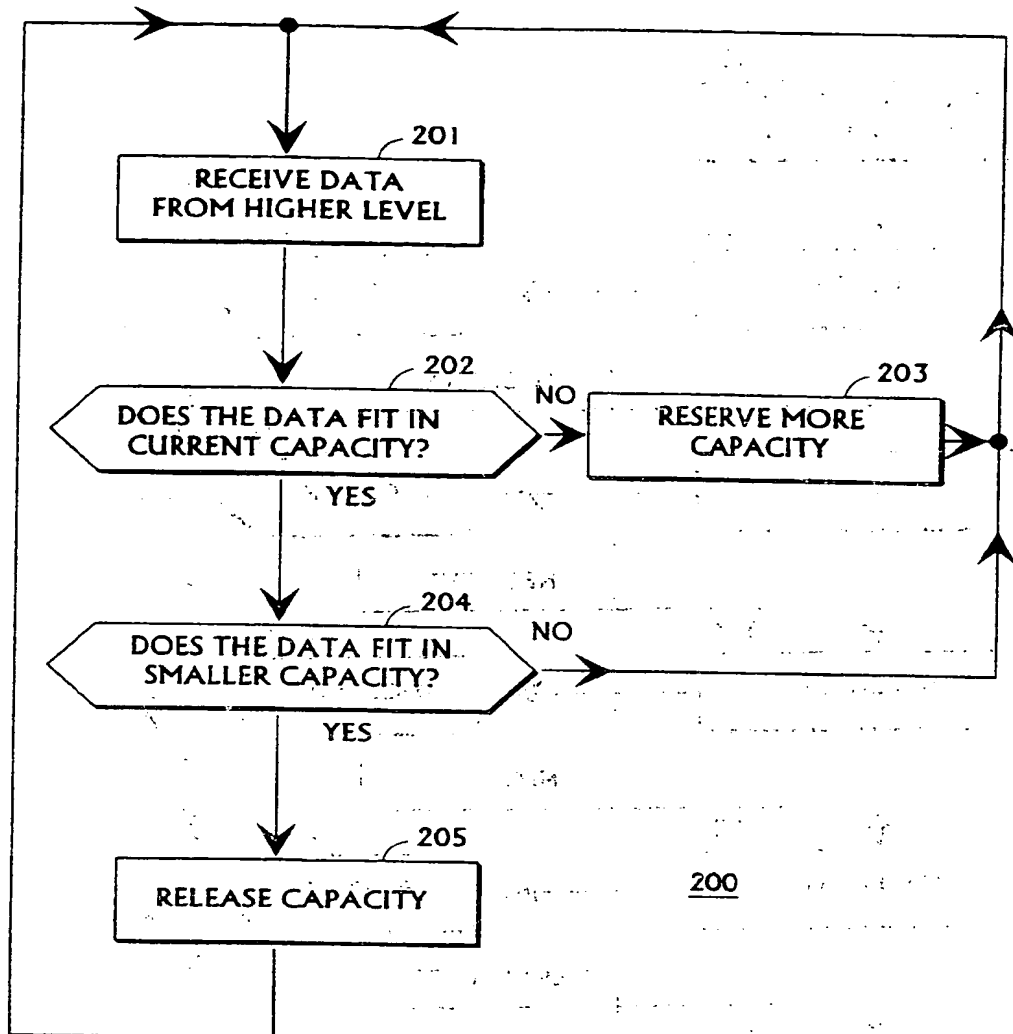 201
RECEIVE DATA
FROM HIGHER LEVEL
202
DOES THE DATA FIT IN
CURRENT CAPACITY?
NO
203
RESERVE MORE
CAPACITY
YES
204
DOES THE DATA FIT IN
SMALLER CAPACITY?
NO
YES
205
RELEASE CAPACITY
200